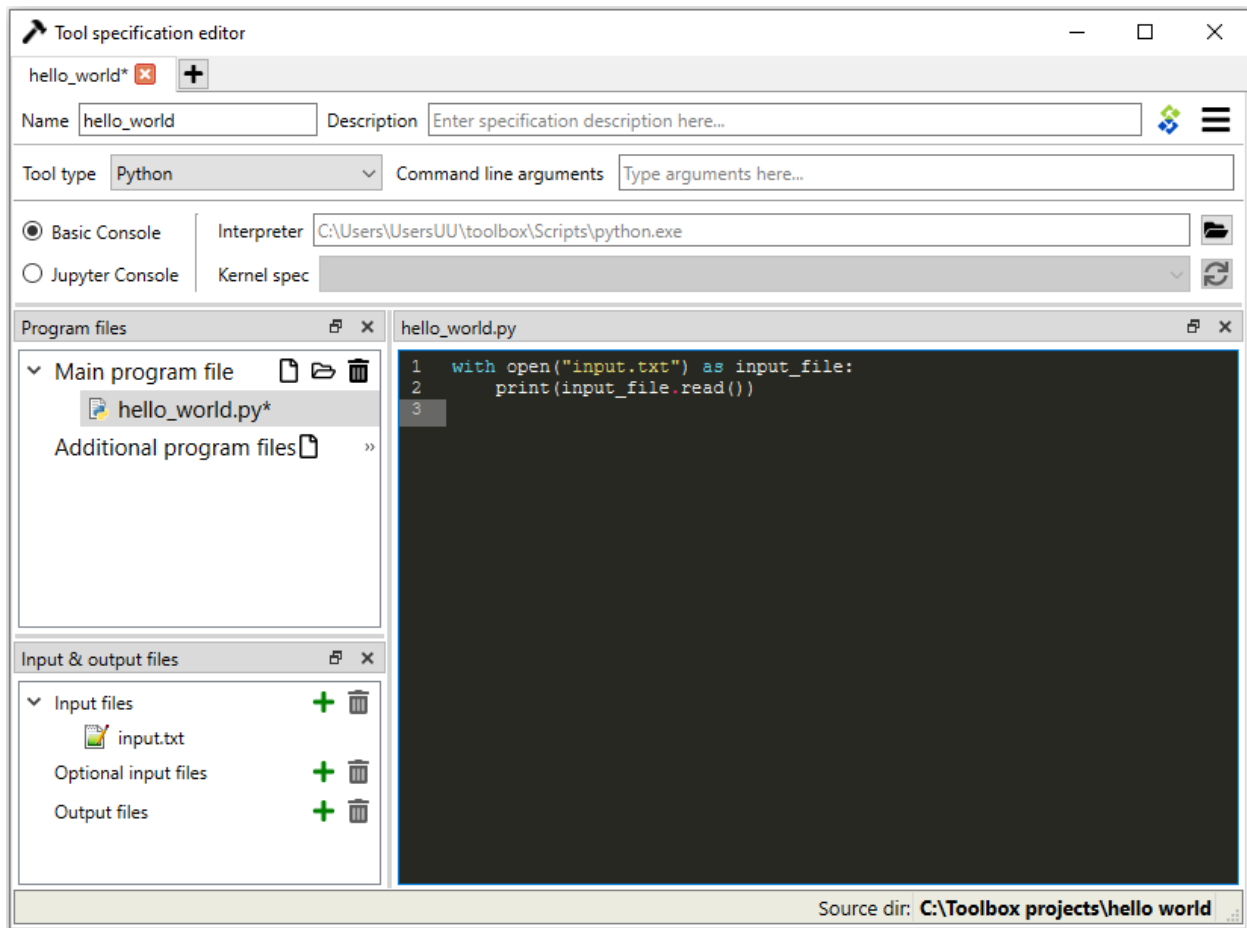 Tool specification editor
hello_world*
Name hello_world Description Enter specification description here...
Tool type Python Command line arguments Type arguments here...
Basic Console Interpreter C:\Users\UsersUU\toolbox\Scripts\python.exe
Jupyter Console Kernel spec
Program files
Main program file
hello_world.py*
Additional program files
Input & output files
Input files
input.txt
Optional input files
Output files
hello_world.py
1 with open("input.txt") as input_file:
2 print(input_file.read())
3
Source dir: C:\Toolbox projects\hello world